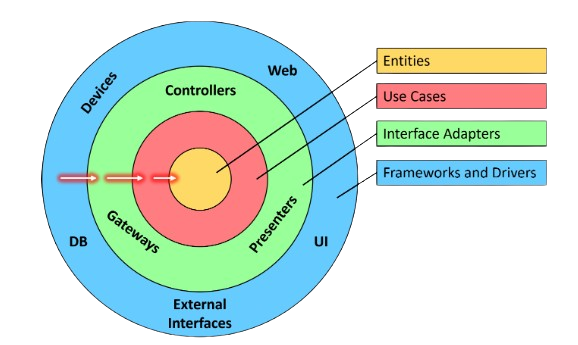 Devices
Web
Controllers
DB
Gateways
Presenters
UI
External
Interfaces
Entities
Use Cases
Interface Adapters
Frameworks and Drivers